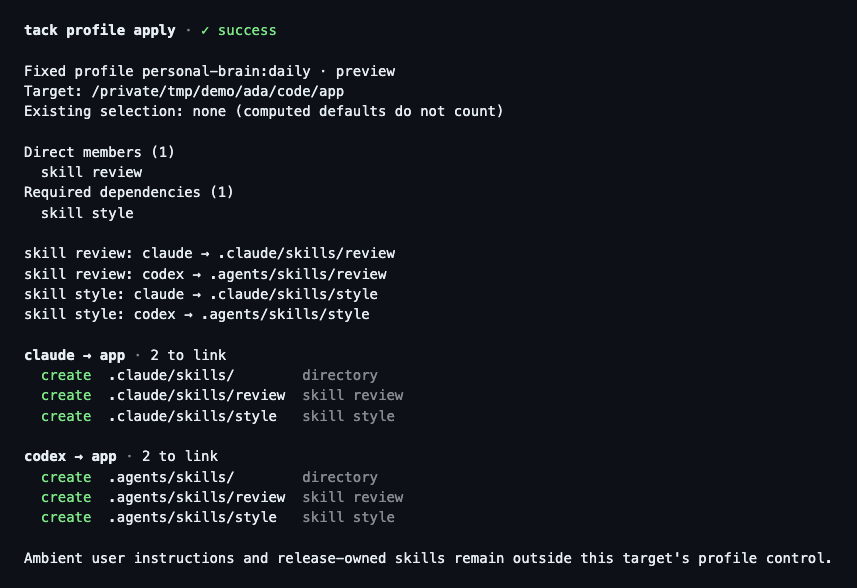 tack profile apply · ✓ success
Fixed profile personal-brain:daily · preview
Target: /private/tmp/demo/ada/code/app
Existing selection: none (computed defaults do not count)
Direct members (1)
  skill review
Required dependencies (1)
  skill style
skill review: claude → .claude/skills/review
skill review: codex → .agents/skills/review
skill style: claude → .claude/skills/style
skill style: codex → .agents/skills/style
claude → app · 2 to link
  create  .claude/skills/        directory
  create  .claude/skills/review  skill review
  create  .claude/skills/style   skill style
codex → app · 2 to link
  create  .agents/skills/        directory
  create  .agents/skills/review  skill review
  create  .agents/skills/style   skill style
Ambient user instructions and release-owned skills remain outside this target's profile control.